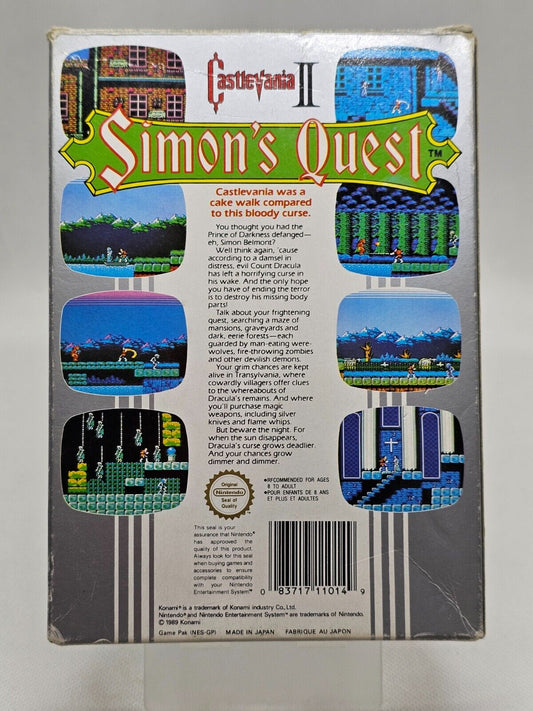 Castlevania II
Simon's Quest™
Castlevania was a
cake walk compared
to this bloody curse.
You thought you had the
Prince of Darkness defanged—
eh, Simon Belmont?
Well think again, 'cause
according to a damsel in
distress, evil Count Dracula
has left a horrifying curse in
his wake. And the only hope
you have of ending the terror
is to destroy his missing body
parts!
Talk about your frightening
quest, searching a maze of
mansions, graveyards and
dark, eerie forests—each
guarded by man-eating were-
wolves, fire-throwing zombies
and other devilish demons.
Your grim chances are kept
alive in Transylvania, where
cowardly villagers offer clues
to the whereabouts of
Dracula's remains. And where
you'll purchase magic
weapons, including silver
knives and flame whips.
But beware the night. For
when the sun disappears,
Dracula's curse grows deadlier.
And your chances grow
dimmer and dimmer.
Original
Nintendo
Seal of
Quality
•RECOMMENDED FOR AGES
8 TO ADULT
•POUR ENFANTS DE 8 ANS
ET PLUS ET ADULTES
This seal is your
assurance that Nintendo®
has approved the
quality of this product.
Always look for this seal
when buying games and
accessories to ensure
complete compatibility
with your Nintendo
Entertainment System™
0 83717 11014 9
Konami® is a trademark of Konami Industry Co., Ltd.
Nintendo® and Nintendo Entertainment System™ are trademarks of Nintendo.
© 1989 Konami
Game Pak (NES-GP) MADE IN JAPAN FABRIQUE AU JAPON